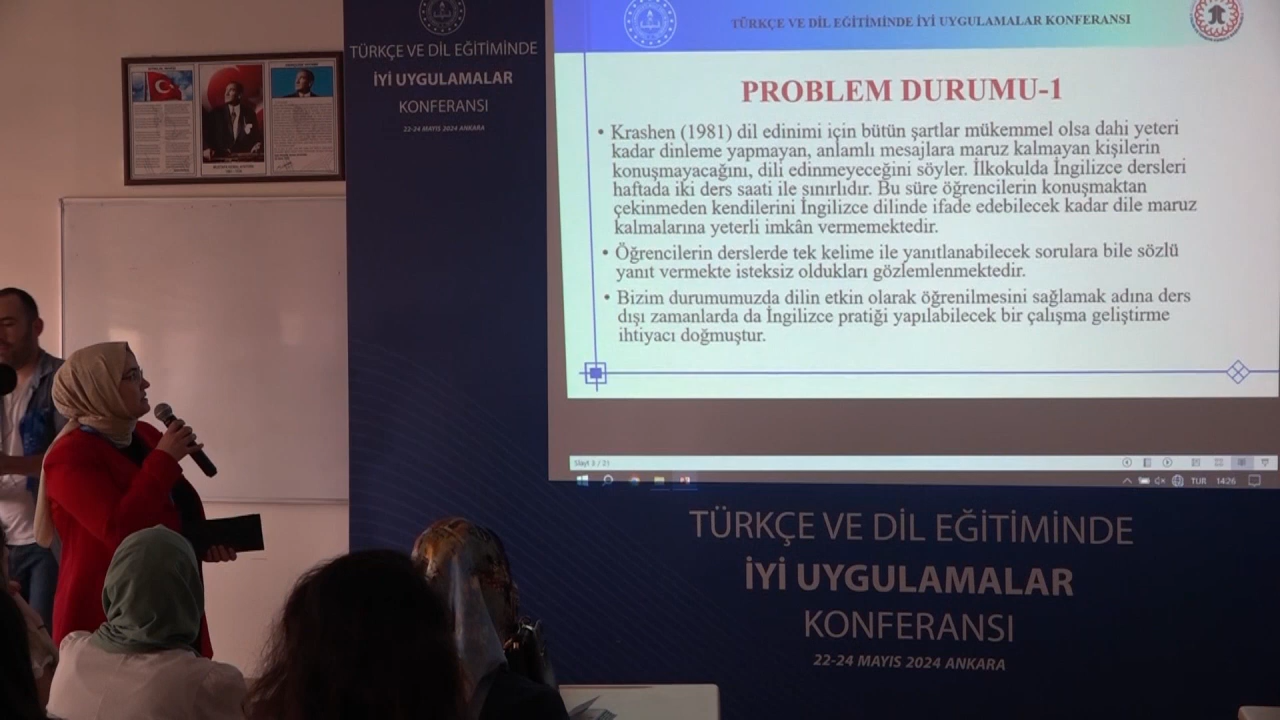 TÜRKÇE VE DİL EĞİTİMİNDE
İYİ UYGULAMALAR
KONFERANSI
22-24 MAYIS 2024 ANKARA
TÜRKÇE VE DİL EĞİTİMİNDE İYİ UYGULAMALAR KONFERANSI
PROBLEM DURUMU-1
• Krashen (1981) dil edinimi için bütün şartlar mükemmel olsa dahi yeteri
kadar dinleme yapmayan, anlamlı mesajlara maruz kalmayan kişilerin
konuşmayacağını, dili edinmeyeceğini söyler. İlkokulda İngilizce dersleri
haftada iki ders saati ile sınırlıdır. Bu süre öğrencilerin konuşmaktan
çekinmeden kendilerini İngilizce dilinde ifade edebilecek kadar dile maruz
kalmalarına yeterli imkân vermemektedir.
• Öğrencilerin derslerde tek kelime ile yanıtlanabilecek sorulara bile sözlü
yanıt vermekte isteksiz oldukları gözlemlenmektedir.
• Bizim durumumuzda dilin etkin olarak öğrenilmesini sağlamak adına ders
dışı zamanlarda da İngilizce pratiği yapılabilecek bir çalışma geliştirme
ihtiyacı doğmuştur.
Slayt 3 / 21
TUR 14:26
TÜRKÇE VE DİL EĞİTİMİNDE
İYİ UYGULAMALAR
KONFERANSI
22-24 MAYIS 2024 ANKARA